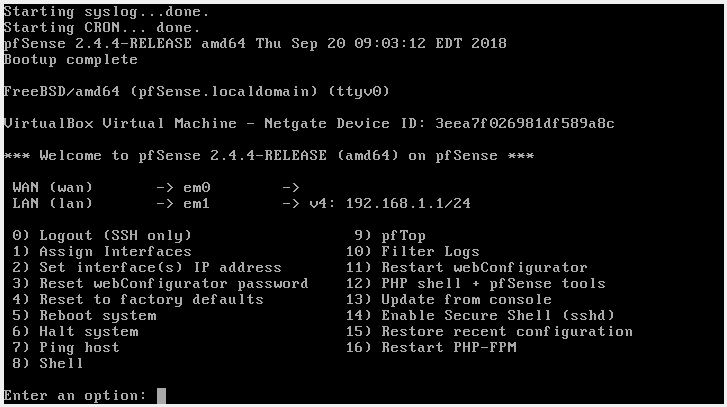 Starting syslog...done.
Starting CRON... done.
pfSense 2.4.4-RELEASE amd64 Thu Sep 20 09:03:12 EDT 2018
Bootup complete
FreeBSD/amd64 (pfSense.localdomain) (ttyv0)
VirtualBox Virtual Machine - Netgate Device ID: 3eea7f026981df589a8c
*** Welcome to pfSense 2.4.4-RELEASE (amd64) on pfSense ***
WAN (wan)       -> em0        ->
LAN (lan)       -> em1        -> v4: 192.168.1.1/24
0) Logout (SSH only)                  9) pfTop
1) Assign Interfaces                 10) Filter Logs
2) Set interface(s) IP address       11) Restart webConfigurator
3) Reset webConfigurator password    12) PHP shell + pfSense tools
4) Reset to factory defaults         13) Update from console
5) Reboot system                     14) Enable Secure Shell (sshd)
6) Halt system                       15) Restore recent configuration
7) Ping host                         16) Restart PHP-FPM
8) Shell
Enter an option: